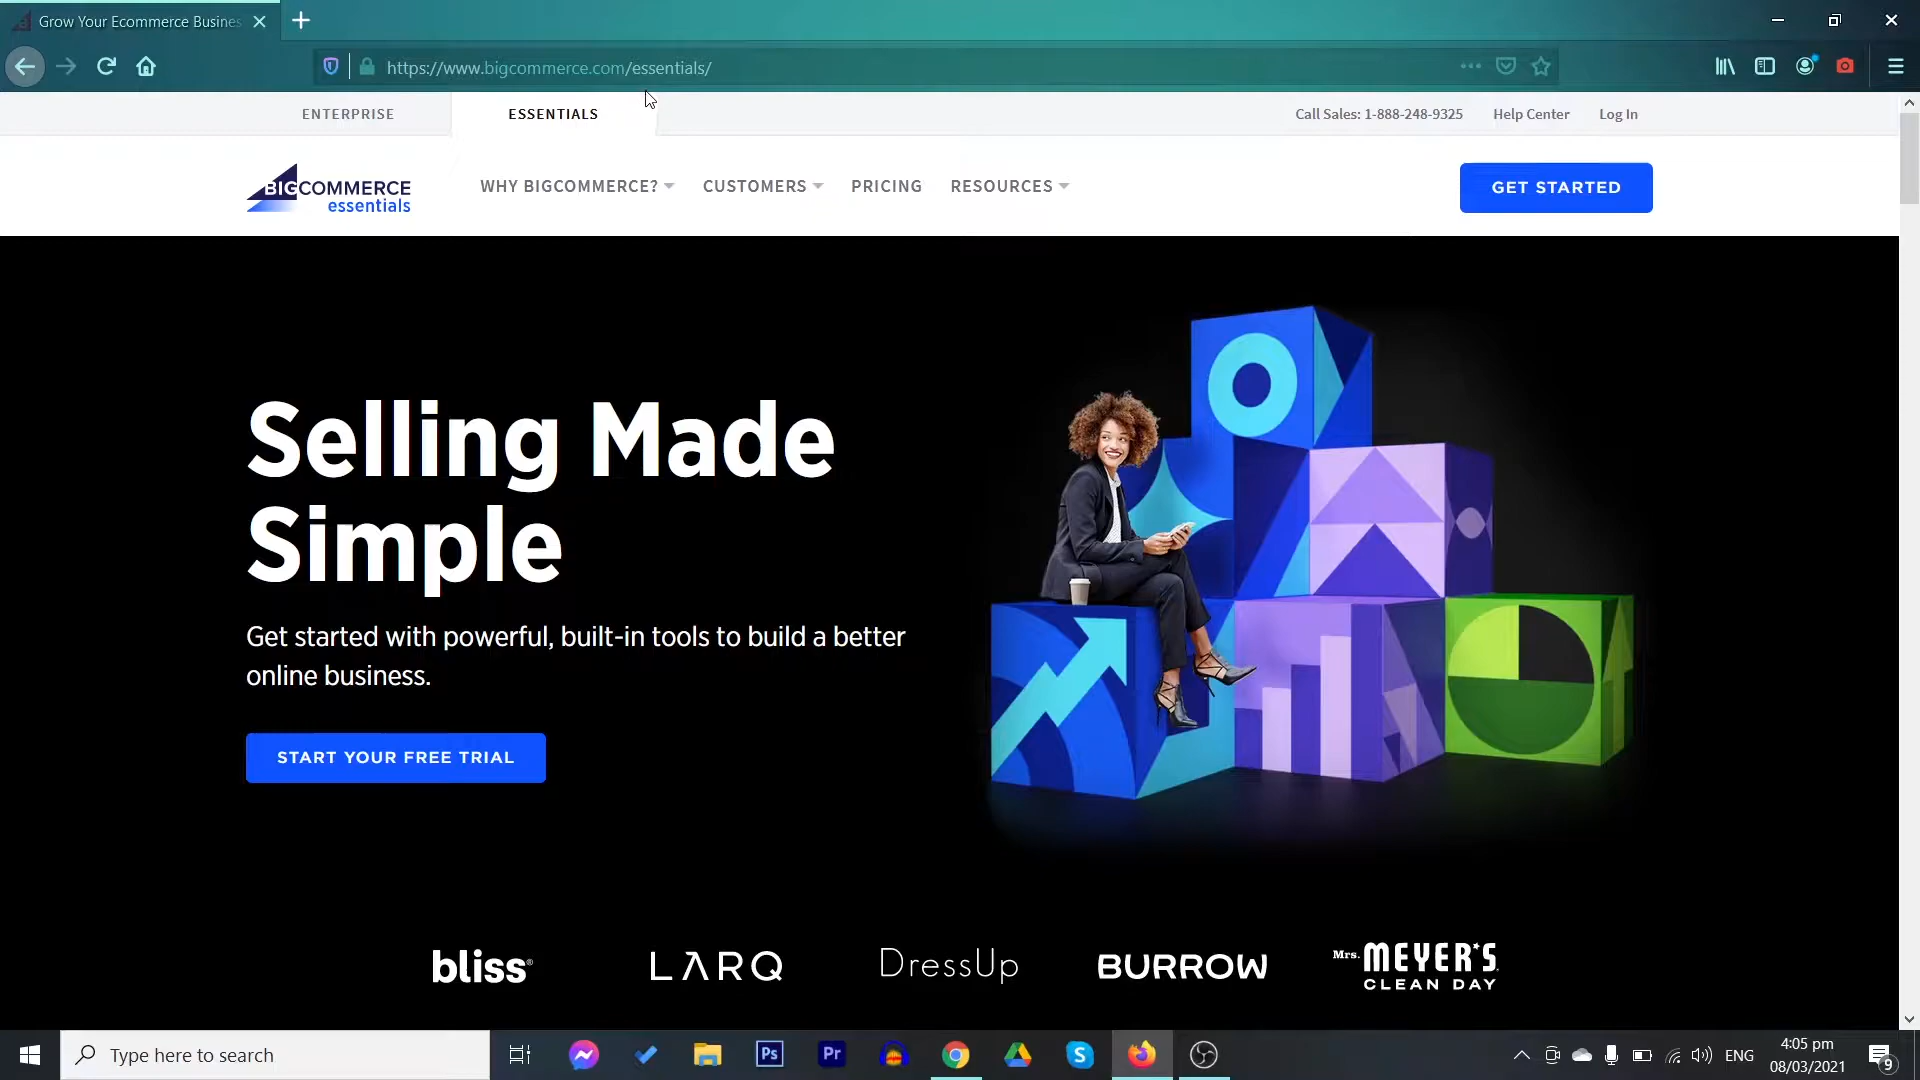 Grow Your Ecommerce Busines
https://www.bigcommerce.com/essentials/
ENTERPRISE
ESSENTIALS
Call Sales: 1-888-248-9325
Help Center
Log In
BIGCOMMERCE
essentials
WHY BIGCOMMERCE?
CUSTOMERS
PRICING
RESOURCES
GET STARTED
Selling Made
Simple
Get started with powerful, built-in tools to build a better
online business.
START YOUR FREE TRIAL
bliss®
LARQ
DressUp
BURROW
Mrs. MEYER'S
CLEAN DAY
Type here to search
Ps
Pr
S
ENG
4:05 pm
08/03/2021
9